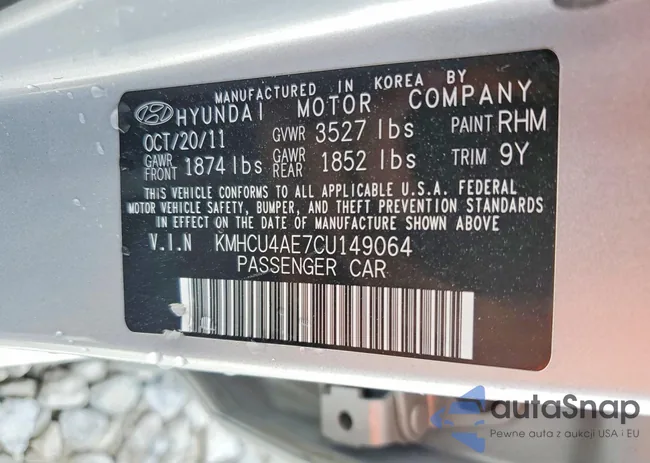 MANUFACTURED IN KOREA BY
HYUNDAI MOTOR COMPANY
OCT/20/11 GVWR 3527 lbs PAINT RHM
GAWR FRONT 1874 lbs GAWR REAR 1852 lbs TRIM 9Y
THIS VEHICLE CONFORMS TO ALL APPLICABLE U.S.A. FEDERAL
MOTOR VEHICLE SAFETY, BUMPER, AND THEFT PREVENTION STANDARDS
IN EFFECT ON THE DATE OF MANUFACTURE SHOWN ABOVE
V.I.N KMHCU4AE7CU149064
PASSENGER CAR
autaSnap
Pewne auta z aukcji USA i EU